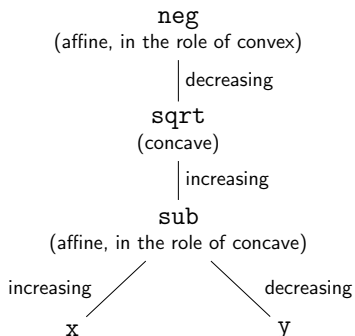 neg
(affine, in the role of convex)
decreasing
sqrt
(concave)
increasing
sub
(affine, in the role of concave)
increasing
decreasing
x
y